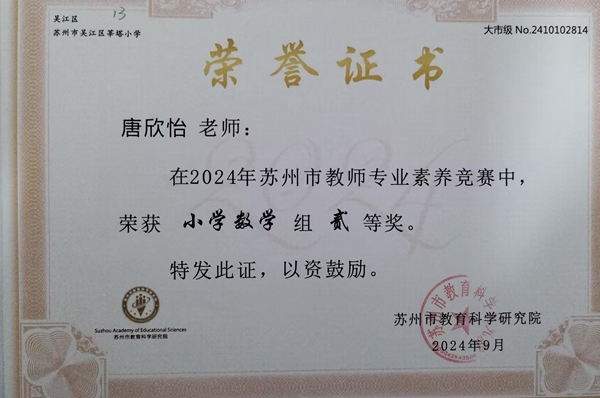 吴江区 13
苏州市吴江区莘塔小学
大市级 No.2410102814
荣誉证书
唐欣怡 老师：
在2024年苏州市教师专业素养竞赛中，
荣获 小学数学 组 贰 等奖。
特发此证，以资鼓励。
Suzhou Academy of Educational Sciences
苏州市教育科学研究院
苏州市教育科学研究院
2024年9月